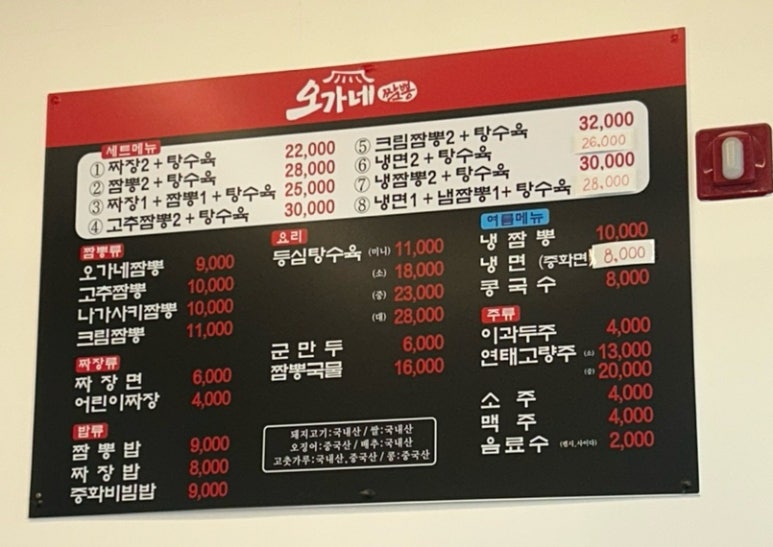 오가네 짬뽕
세트메뉴
① 짜장2 + 탕수육 22,000
② 짬뽕2 + 탕수육 28,000
③ 짜장1 + 짬뽕1 + 탕수육 25,000
④ 고추짬뽕2 + 탕수육 30,000
⑤ 크림짬뽕2 + 탕수육 32,000
⑥ 냉면2 + 탕수육 26,000
⑦ 냉짬뽕2 + 탕수육 30,000
⑧ 냉면1 + 냄짬뽕1+ 탕수육 28,000
짬뽕류
오가네짬뽕 9,000
고추짬뽕 10,000
나가사키짬뽕 10,000
크림짬뽕 11,000
짜장류
짜장면 6,000
어린이짜장 4,000
밥류
짬뽕밥 9,000
짜장밥 8,000
중화비빔밥 9,000
요리
등심탕수육 (미니) 11,000
(소) 18,000
(중) 23,000
(대) 28,000
군만두 6,000
짬뽕국물 16,000
돼지고기:국내산 / 쌀:국내산
오징어:중국산 / 배추:국내산
고춧가루:국내산,중국산 / 콩:중국산
여름메뉴
냉짬뽕 10,000
냉면 (중화면 8,000
콩국수 8,000
주류
이과두주 4,000
연태고량주 (소) 13,000
(중) 20,000
소주 4,000
맥주 4,000
음료수 (펩시,사이다) 2,000